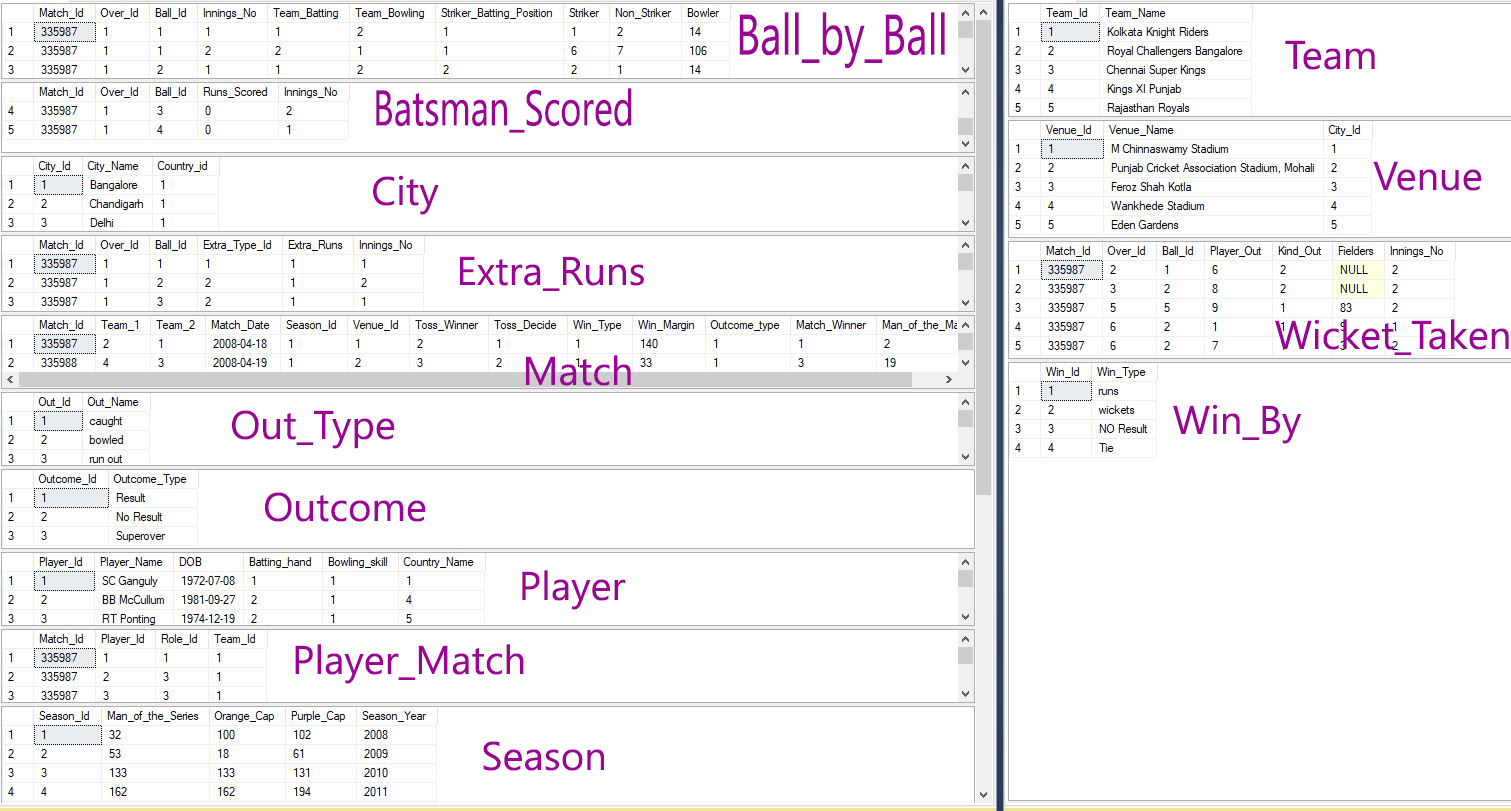 Match_Id Over_Id Ball_Id Innings_No Team_Batting Team_Bowling Striker_Batting_Position Striker Non_Striker Bowler
1 335987 1 1 1 1 2 1 1 2 14
2 335987 1 1 2 2 1 1 6 7 106
3 335987 1 2 1 1 2 2 2 1 14
Ball_by_Ball
Match_Id Over_Id Ball_Id Runs_Scored Innings_No
4 335987 1 3 0 2
5 335987 1 4 0 1
Batsman_Scored
City_Id City_Name Country_id
1 1 Bangalore 1
2 2 Chandigarh 1
3 3 Delhi 1
City
Match_Id Over_Id Ball_Id Extra_Type_Id Extra_Runs Innings_No
1 335987 1 1 1 1 1
2 335987 1 2 2 1 2
3 335987 1 3 2 1 1
Extra_Runs
Match_Id Team_1 Team_2 Match_Date Season_Id Venue_Id Toss_Winner Toss_Decide Win_Type Win_Margin Outcome_type Match_Winner Man_of_the_Ma
1 335987 2 1 2008-04-18 1 1 2 1 1 140 1 1 2
2 335988 4 3 2008-04-19 1 2 3 2 33 1 3 19
Match
Out_Id Out_Name
1 1 caught
2 2 bowled
3 3 run out
Out_Type
Outcome_Id Outcome_Type
1 1 Result
2 2 No Result
3 3 Superover
Outcome
Player_Id Player_Name DOB Batting_hand Bowling_skill Country_Name
1 1 SC Ganguly 1972-07-08 1 1 1
2 2 BB McCullum 1981-09-27 2 1 4
3 3 RT Ponting 1974-12-19 2 1 5
Player
Match_Id Player_Id Role_Id Team_Id
1 335987 1 1 1
2 335987 2 3 1
3 335987 3 3 1
Player_Match
Season_Id Man_of_the_Series Orange_Cap Purple_Cap Season_Year
1 1 32 100 102 2008
2 2 53 18 61 2009
3 3 133 133 131 2010
4 4 162 162 194 2011
Season
Team_Id Team_Name
1 1 Kolkata Knight Riders
2 2 Royal Challengers Bangalore
3 3 Chennai Super Kings
4 4 Kings XI Punjab
5 5 Rajasthan Royals
Team
Venue_Id Venue_Name City_Id
1 1 M Chinnaswamy Stadium 1
2 2 Punjab Cricket Association Stadium, Mohali 2
3 3 Feroz Shah Kotla 3
4 4 Wankhede Stadium 4
5 5 Eden Gardens 5
Venue
Match_Id Over_Id Ball_Id Player_Out Kind_Out Fielders Innings_No
1 335987 2 1 6 2 NULL 2
2 335987 3 2 8 2 NULL 2
3 335987 5 5 9 1 83 2
4 335987 6 2 1
5 335987 6 2 7
Wicket_Taken
Win_Id Win_Type
1 1 runs
2 2 wickets
3 3 NO Result
4 4 Tie
Win_By